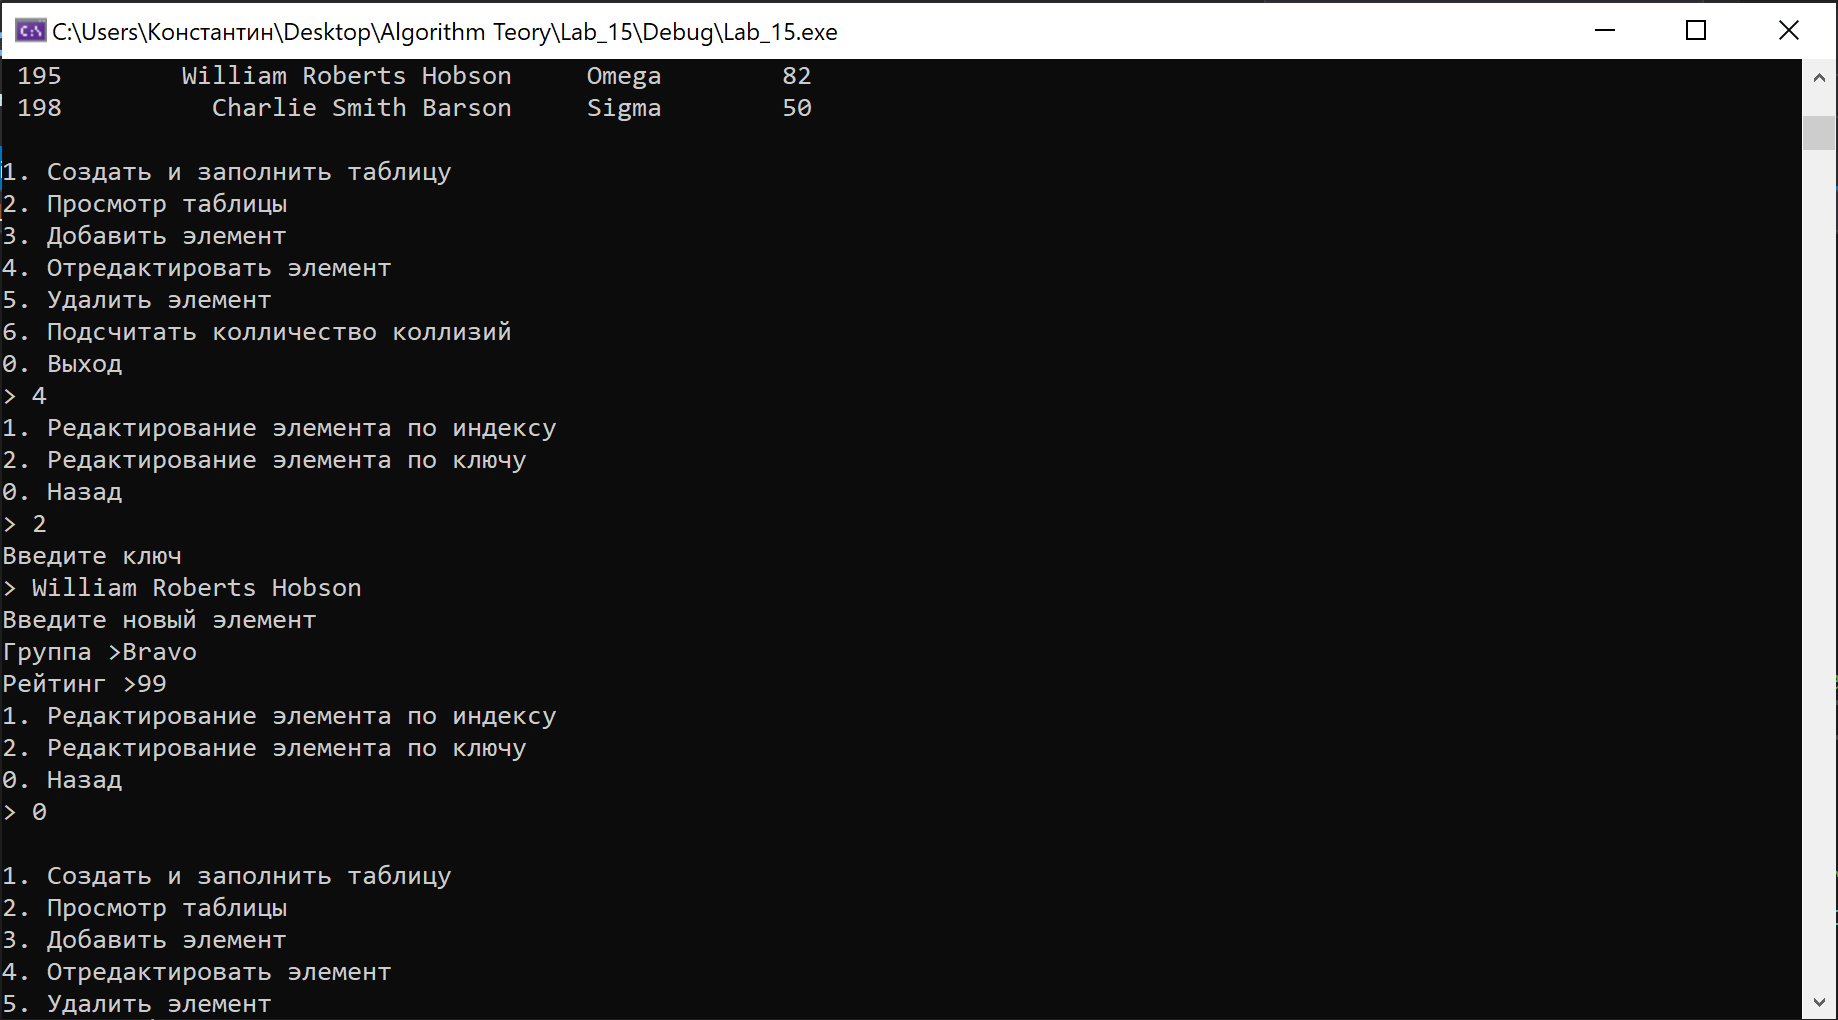 C:\Users\Константин\Desktop\Algorithm Teory\Lab_15\Debug\Lab_15.exe
195 William Roberts Hobson Omega 82
198 Charlie Smith Barson Sigma 50
1. Создать и заполнить таблицу
2. Просмотр таблицы
3. Добавить элемент
4. Отредактировать элемент
5. Удалить элемент
6. Подсчитать колличество коллизий
0. Выход
> 4
1. Редактирование элемента по индексу
2. Редактирование элемента по ключу
0. Назад
> 2
Введите ключ
> William Roberts Hobson
Введите новый элемент
Группа >Bravo
Рейтинг >99
1. Редактирование элемента по индексу
2. Редактирование элемента по ключу
0. Назад
> 0
1. Создать и заполнить таблицу
2. Просмотр таблицы
3. Добавить элемент
4. Отредактировать элемент
5. Удалить элемент